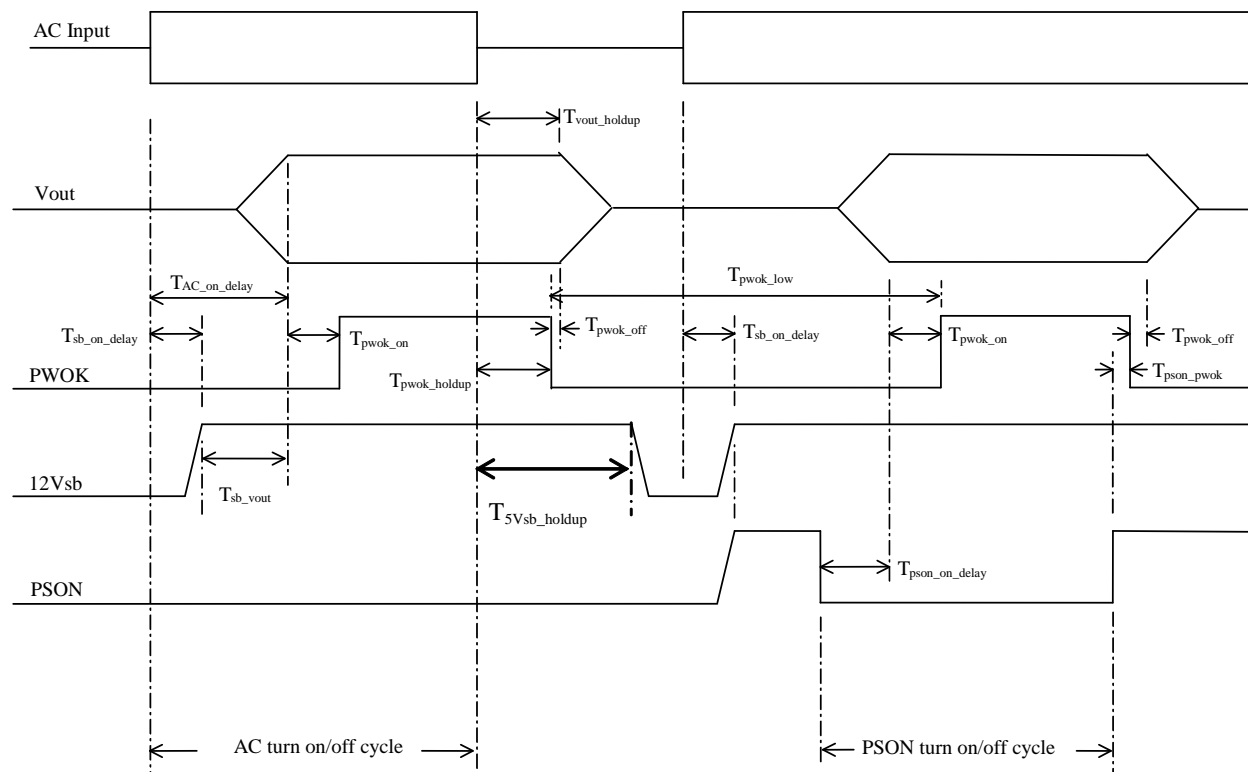 AC Input
Tvout_holdup
Vout
TAC_on_delay
Tpwok_low
Tsb_on_delay
Tpwok_on
Tpwok_off
Tsb_on_delay
Tpwok_on
Tpwok_off
PWOK
Tpwok_holdup
Tpson_pwok
12Vsb
Tsb_vout
T5Vsb_holdup
PSON
Tpson_on_delay
AC turn on/off cycle
PSON turn on/off cycle